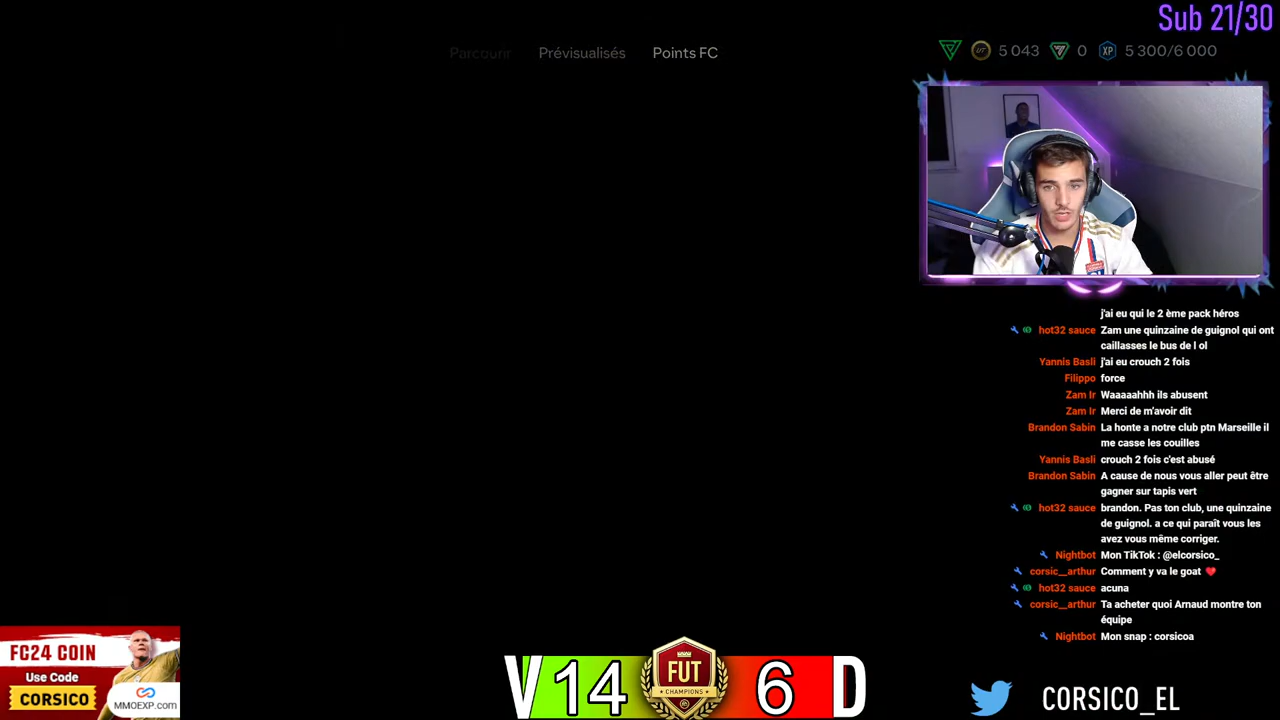 Sub 21/30
Parcourir Prévisualisés Points FC
UT 5 043 0 XP 5 300/6 000
j'ai eu qui le 2 ème pack héros
hot32 sauce Zam une quinzaine de guignol qui ont
caillasses le bus de l ol
Yannis Basli j'ai eu crouch 2 fois
Filippo force
Zam Ir Waaaaahhh ils abusent
Zam Ir Merci de m'avoir dit
Brandon Sabin La honte a notre club ptn Marseille il
me casse les couilles
Yannis Basli crouch 2 fois c'est abusé
Brandon Sabin A cause de nous vous aller peut être
gagner sur tapis vert
hot32 sauce brandon. Pas ton club, une quinzaine
de guignol. a ce qui paraît vous les
avez vous même corriger.
Nightbot Mon TikTok : @elcorsico_
corsic__arthur Comment y va le goat ❤️
hot32 sauce acuna
corsic__arthur Ta acheter quoi Arnaud montre ton
équipe
Nightbot Mon snap : corsicoa
FC24 COIN
Use Code
CORSICO
MMOEXP.com
V 14 FUT CHAMPIONS 6 D
CORSICO_EL